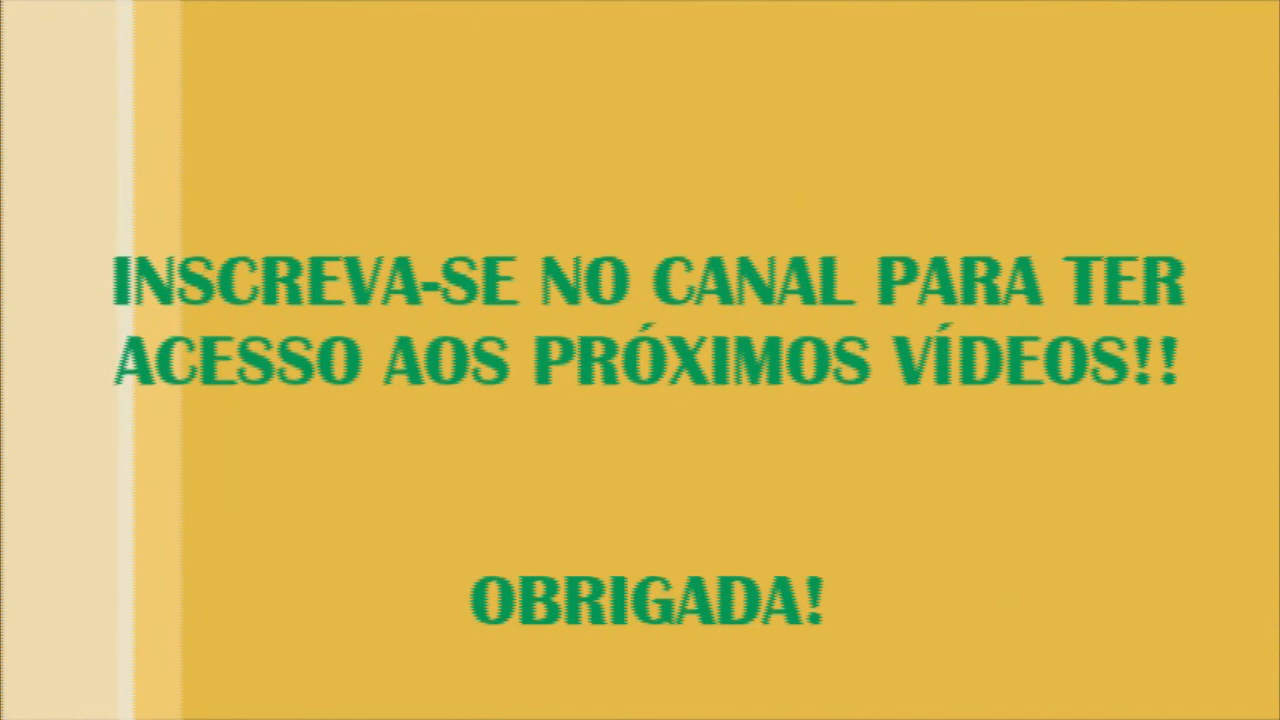 INSCREVA-SE NO CANAL PARA TER
ACESSO AOS PRÓXIMOS VÍDEOS!!
OBRIGADA!